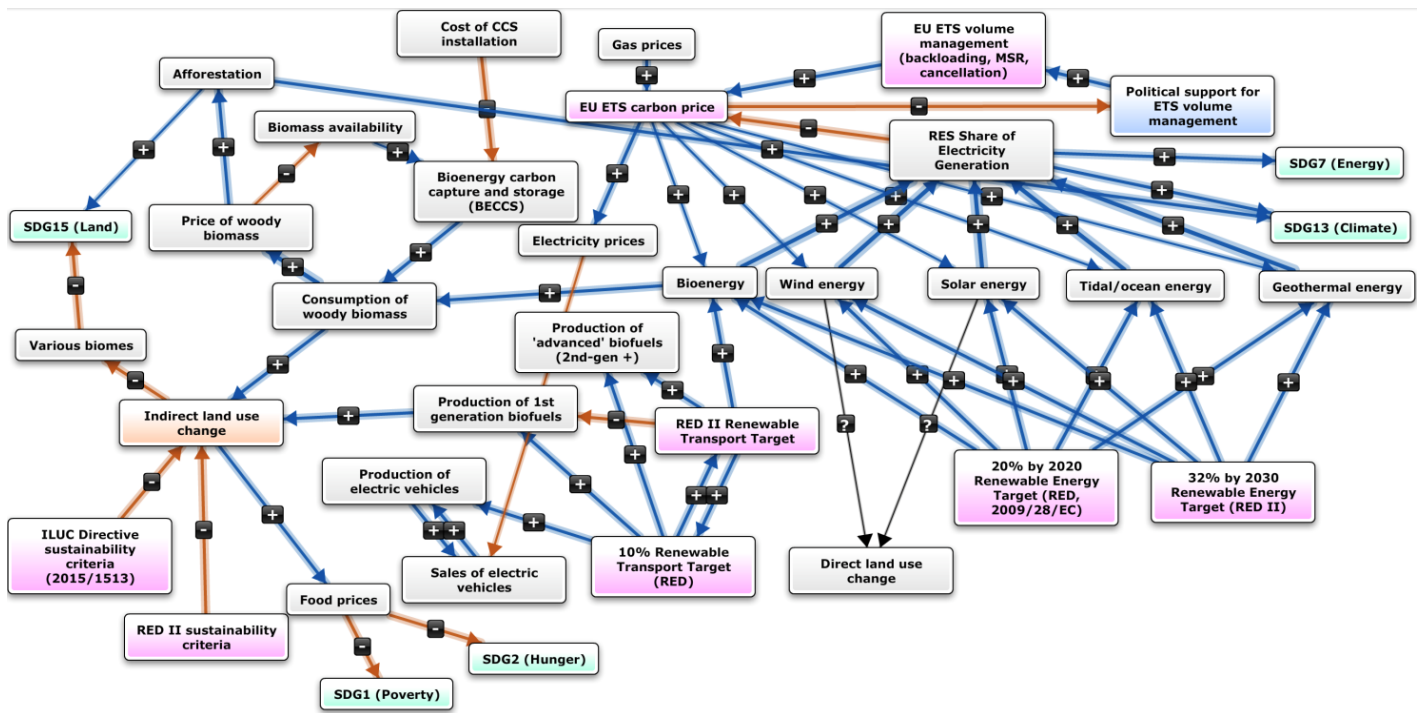 Cost of CCS
installation
Gas prices
EU ETS volume
management
(backloading, MSR,
cancellation)
Afforestation
+
+
+
EU ETS carbon price
-
Political support for
ETS volume
management
-
Biomass availability
-
RES Share of
Electricity
Generation
+
+
+
+
+
SDG7 (Energy)
-
Bioenergy carbon
capture and storage
(BECCS)
+
+
+
+
+
+
+
SDG15 (Land)
Price of woody
biomass
+
+
+
+
+
+
SDG13 (Climate)
Electricity prices
+
+
Bioenergy
Wind energy
Solar energy
Tidal/ocean energy
Geothermal energy
-
Consumption of
woody biomass
+
Various biomes
Production of
'advanced' biofuels
(2nd-gen +)
+
+
-
+
+
+
+
+
+
+
Indirect land use
change
+
Production of 1st
generation biofuels
-
RED II Renewable
Transport Target
?
?
+
+
Production of
electric vehicles
20% by 2020
Renewable Energy
Target (RED,
2009/28/EC)
32% by 2030
Renewable Energy
Target (RED II)
-
+
+
+
-
+
+
+
ILUC Directive
sustainability
criteria
(2015/1513)
Sales of electric
vehicles
10% Renewable
Transport Target
(RED)
Direct land use
change
Food prices
RED II sustainability
criteria
-
-
SDG2 (Hunger)
SDG1 (Poverty)